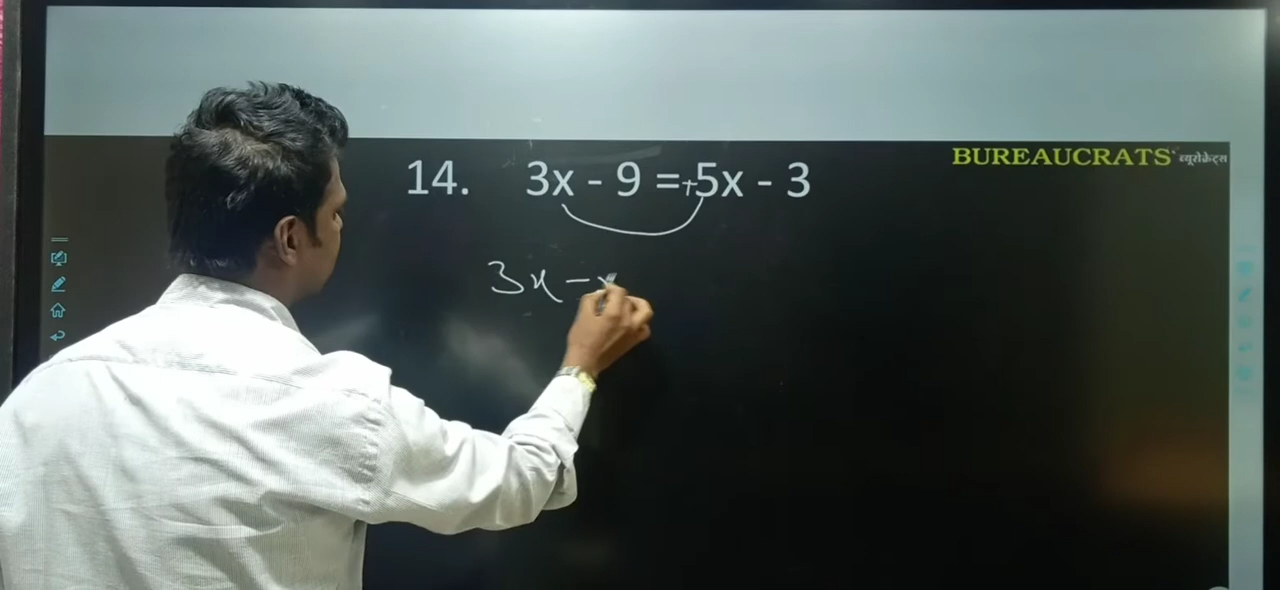 BUREAUCRATS ब्यूरोक्रेट्स
14. 3x - 9 =+5x - 3
3x -